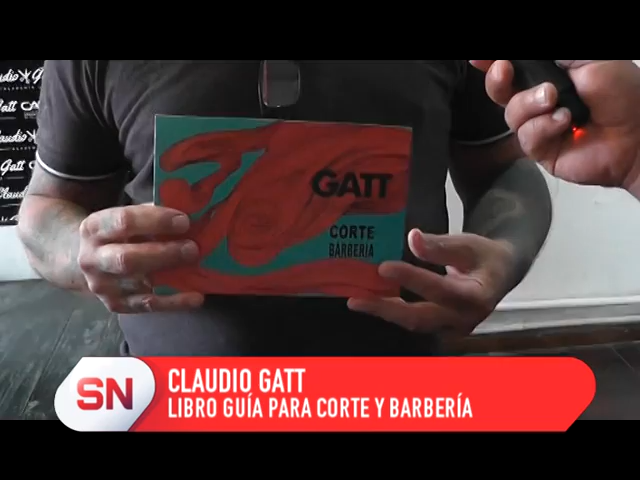 GATT
CORTE
BARBERÍA
SN
CLAUDIO GATT
LIBRO GUÍA PARA CORTE Y BARBERÍA